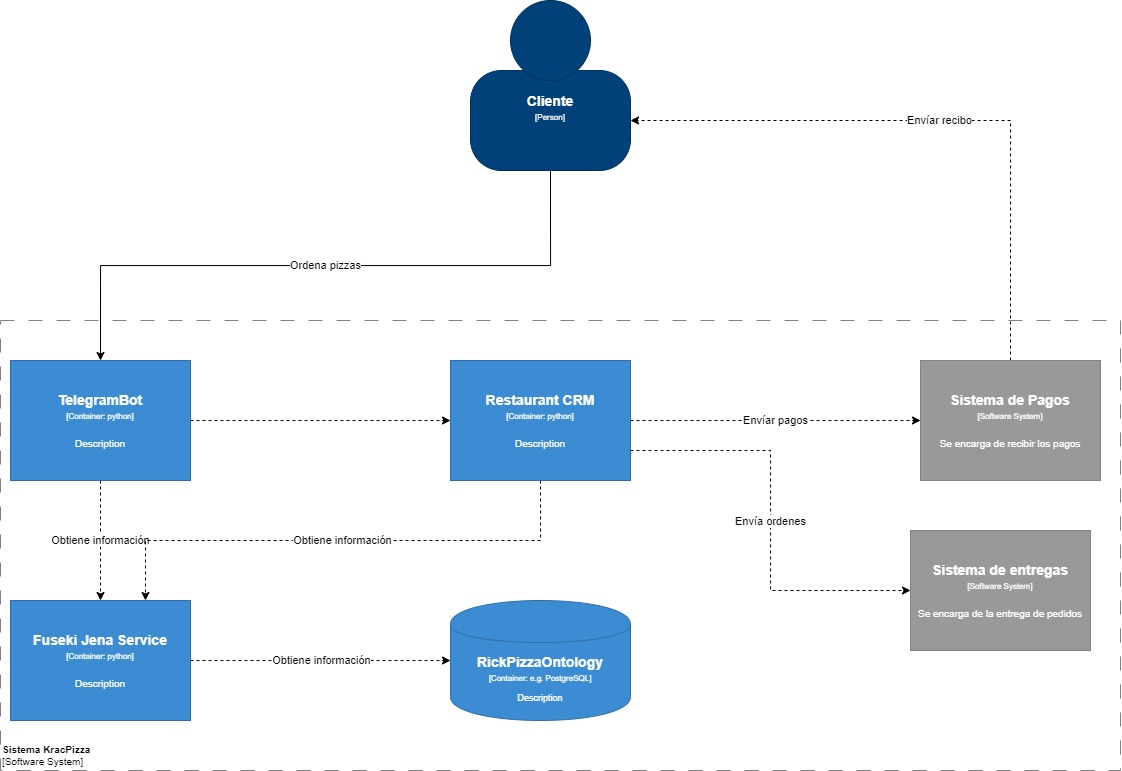 Cliente
[Person]
Envíar recibo
Ordena pizzas
TelegramBot
[Container: python]
Description
Restaurant CRM
[Container: python]
Description
Envíar pagos
Sistema de Pagos
[Software System]
Se encarga de recibir los pagos
Envía ordenes
Sistema de entregas
[Software System]
Se encarga de la entrega de pedidos
Obtiene información
Obtiene información
Fuseki Jena Service
[Container: python]
Description
Obtiene información
RickPizzaOntology
[Container: e.g. PostgreSQL]
Description
Sistema KracPizza
[Software System]